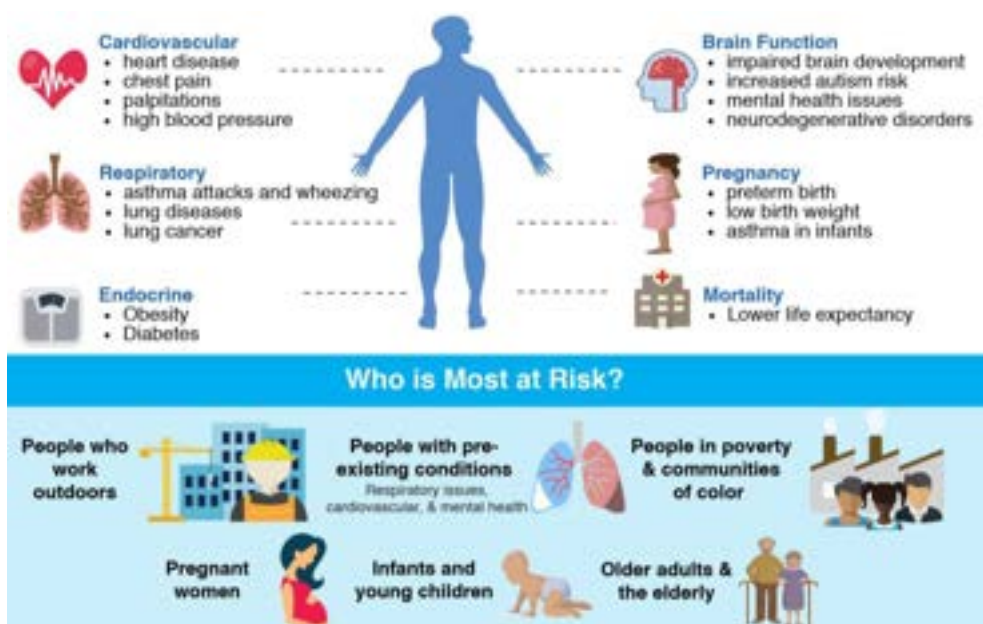 Cardiovascular
• heart disease
• chest pain
• palpitations
• high blood pressure
Respiratory
• asthma attacks and wheezing
• lung diseases
• lung cancer
Endocrine
• Obesity
• Diabetes
Brain Function
• impaired brain development
• increased autism risk
• mental health issues
• neurodegenerative disorders
Pregnancy
• preterm birth
• low birth weight
• asthma in infants
Mortality
• Lower life expectancy
Who is Most at Risk?
People who
work
outdoors
People with pre-
existing conditions
Respiratory issues,
cardiovascular, & mental health
People in poverty
& communities
of color
Pregnant
women
Infants and
young children
Older adults &
the elderly